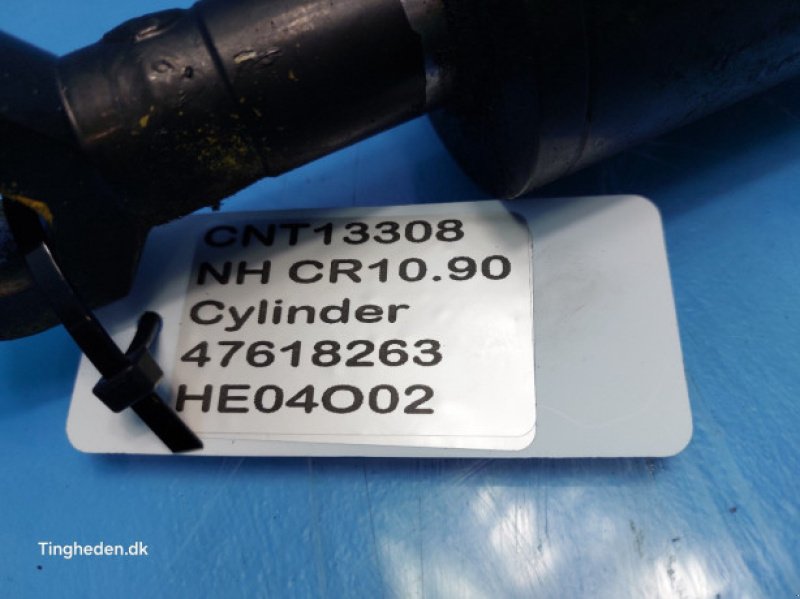 CNT13308
NH CR10.90
Cylinder
47618263
HE04O02
Tingheden.dk